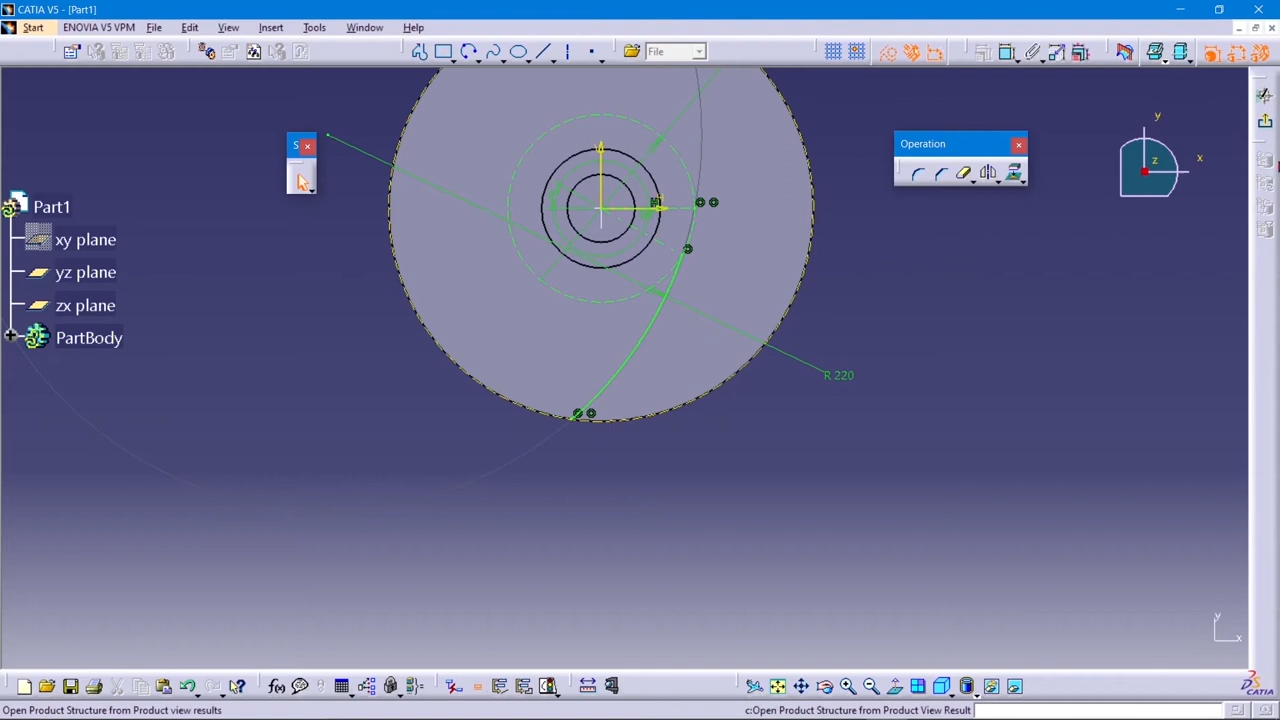 CATIA V5 - [Part1]
Start ENOVIA V5 VPM File Edit View Insert Tools Window Help
File
S
Operation
y
x
z
Part1
xy plane
yz plane
zx plane
PartBody
H
R 220
y
x
f(x)
DS
CATIA
Open Product Structure from Product view results
c:Open Product Structure from Product View Result